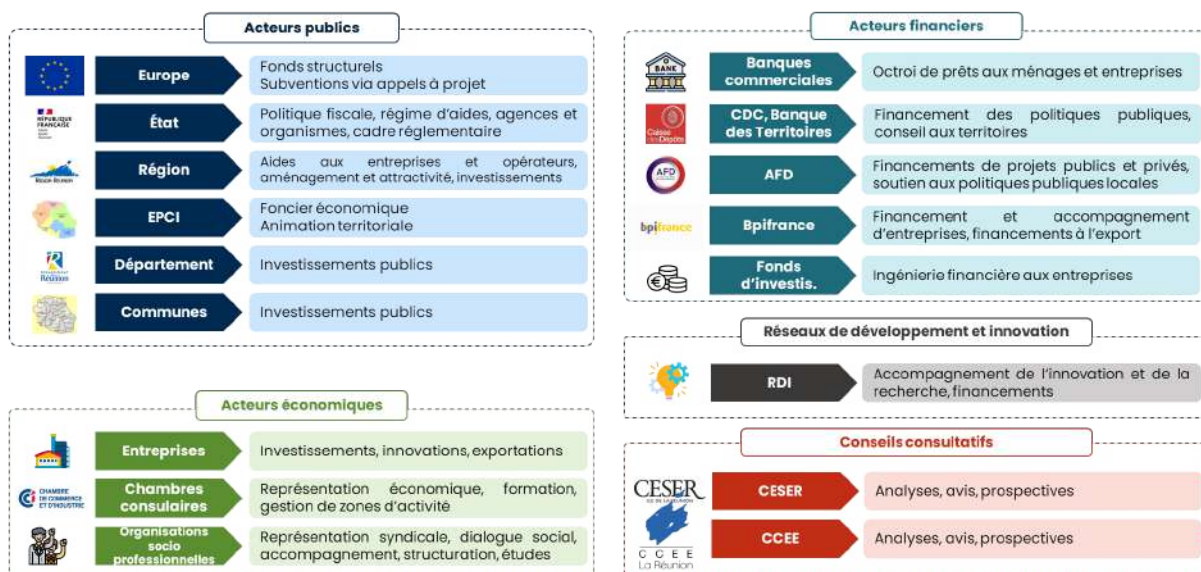 Acteurs publics
Europe
Fonds structurels
Subventions via appels à projet
RÉPUBLIQUE
FRANÇAISE
État
Politique fiscale, régime d'aides, agences et
organismes, cadre réglementaire
Région
Aides aux entreprises et opérateurs,
aménagement et attractivité, investissements
EPCI
Foncier économique
Animation territoriale
Département
Investissements publics
Communes
Investissements publics
Acteurs économiques
Entreprises
Investissements, innovations, exportations
CHAMBRE
DE COMMERCE
ET D'INDUSTRIE
Chambres
consulaires
Représentation économique, formation,
gestion de zones d'activité
Organisations
socio
professionnelles
Représentation syndicale, dialogue social,
accompagnement, structuration, études
Acteurs financiers
BANK
Banques
commerciales
Octroi de prêts aux ménages et entreprises
CDC, Banque
des Territoires
Financement des politiques publiques,
conseil aux territoires
AFD
AFD
Financements de projets publics et privés,
soutien aux politiques publiques locales
bpifrance
Bpifrance
Financement et accompagnement
d'entreprises, financements à l'export
Fonds
d'investis.
Ingénierie financière aux entreprises
Réseaux de développement et innovation
RDI
Accompagnement de l'innovation et de la
recherche, financements
Conseils consultatifs
CESER
CESER
Analyses, avis, prospectives
CCEE
La Réunion
CCEE
Analyses, avis, prospectives